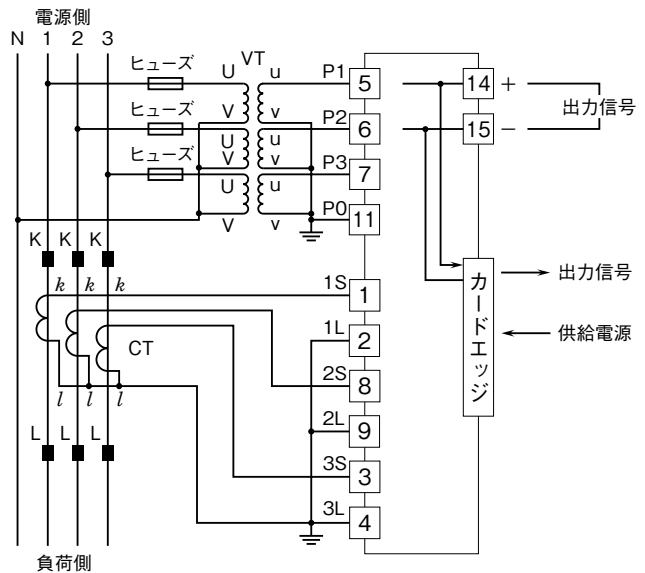 電源側
N 1 2 3
ヒューズ
U
VT
u
P1
5
14
+
V
v
出力信号
ヒューズ
U
u
P2
6
15
−
V
v
ヒューズ
U
u
P3
7
V
v
P0
11
K K K
k k k
1S
1
カードエッジ
出力信号
供給電源
1L
2
CT
2S
8
l l l
2L
9
L L L
3S
3
3L
4
負荷側